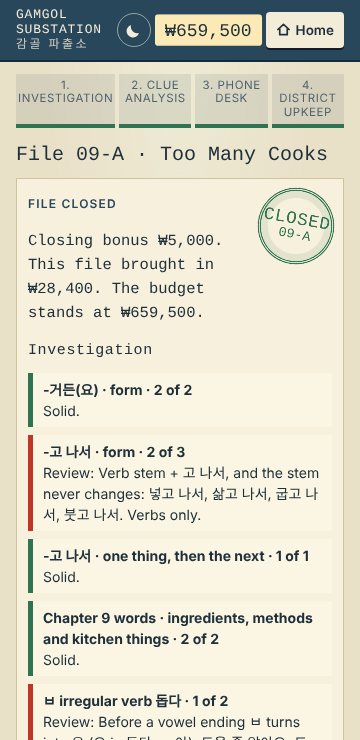 GAMGOL
SUBSTATION
감골 파출소
₩659,500
Home
1. INVESTIGATION
2. CLUE ANALYSIS
3. PHONE DESK
4. DISTRICT UPKEEP
File 09-A · Too Many Cooks
FILE CLOSED
CLOSED
09-A
Closing bonus ₩5,000.
This file brought in
₩28,400. The budget
stands at ₩659,500.
Investigation
-거든(요) · form · 2 of 2
Solid.
-고 나서 · form · 2 of 3
Review: Verb stem + 고 나서, and the stem
never changes: 넣고 나서, 삶고 나서, 굽고 나
서, 붓고 나서. Verbs only.
-고 나서 · one thing, then the next · 1 of 1
Solid.
Chapter 9 words · ingredients, methods
and kitchen things · 2 of 2
Solid.
ㅂ irregular verb 돕다 · 1 of 2
Review: Before a vowel ending ㅂ turns